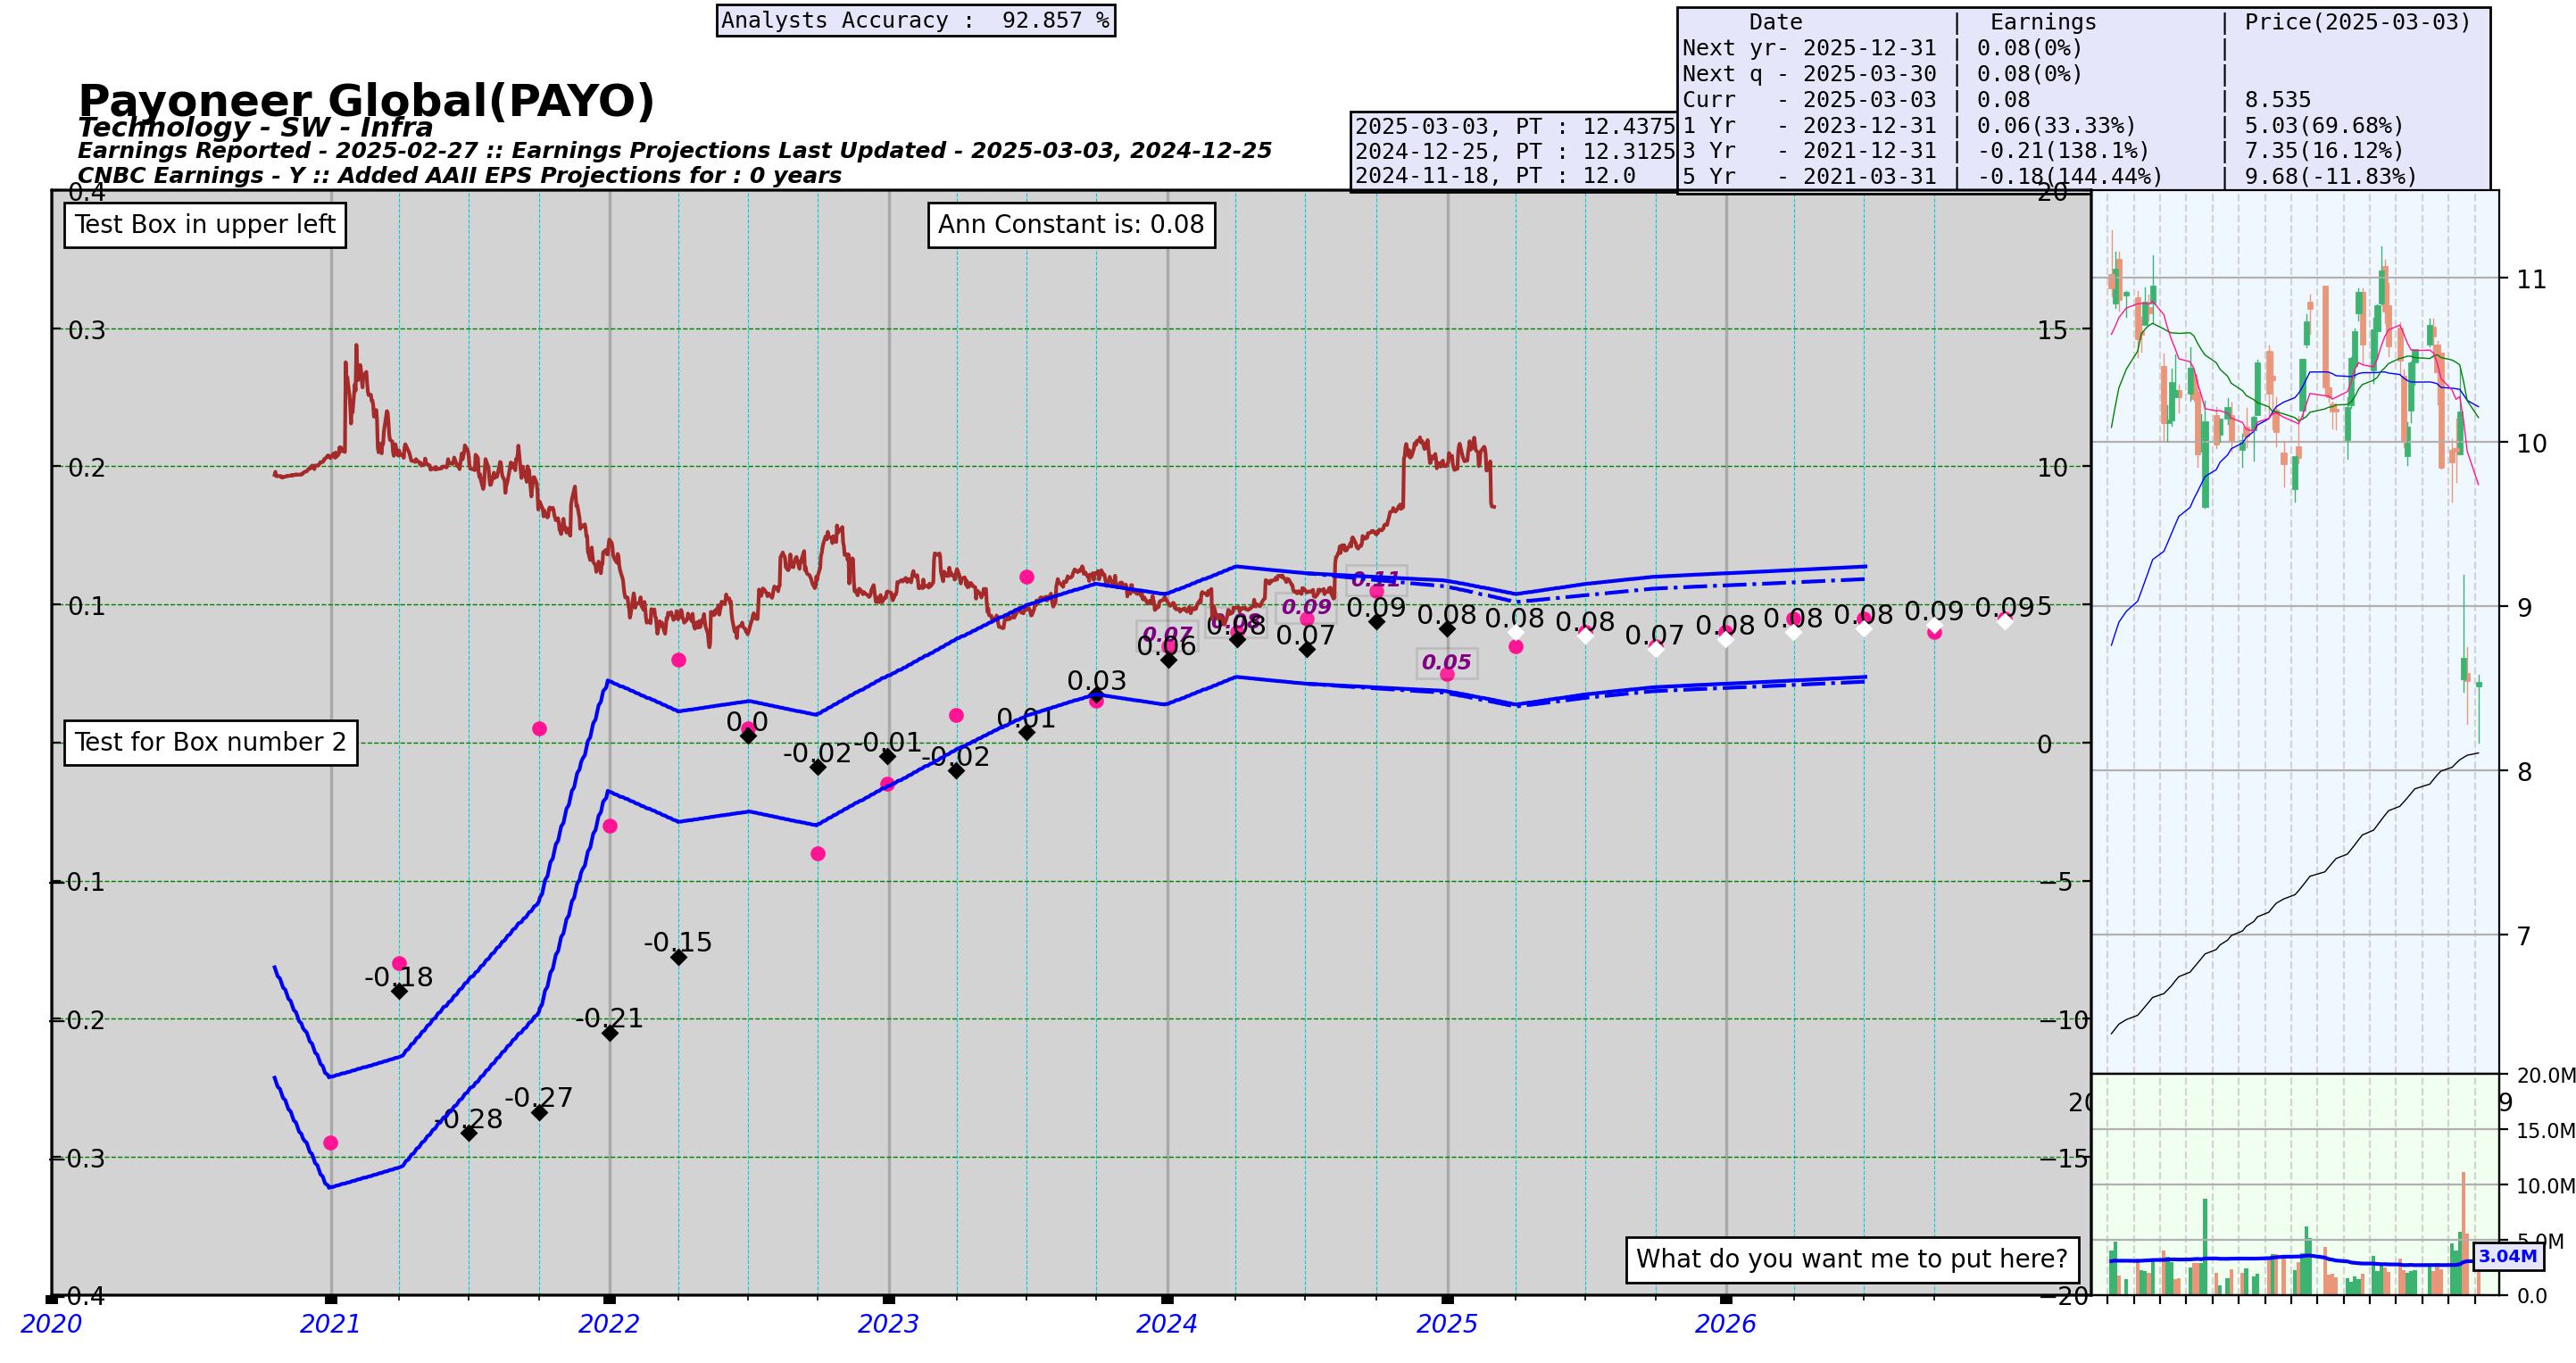 Analysts Accuracy :  92.857 %
Date | Earnings | Price(2025-03-03)
Next yr- 2025-12-31 | 0.08(0%) |
Next q - 2025-03-30 | 0.08(0%) |
Curr - 2025-03-03 | 0.08 | 8.535
1 Yr - 2023-12-31 | 0.06(33.33%) | 5.03(69.68%)
3 Yr - 2021-12-31 | -0.21(138.1%) | 7.35(16.12%)
5 Yr - 2021-03-31 | -0.18(144.44%) | 9.68(-11.83%)
Payoneer Global(PAYO)
Technology - SW - Infra
Earnings Reported - 2025-02-27 :: Earnings Projections Last Updated - 2025-03-03, 2024-12-25
CNBC Earnings - Y :: Added AAII EPS Projections for : 0 years
2025-03-03, PT : 12.4375
2024-12-25, PT : 12.3125
2024-11-18, PT : 12.0
0.4
20
Test Box in upper left
Ann Constant is: 0.08
11
0.3
15
10
0.2
10
9
0.11
0.09
0.07
0.08
0.05
0.1
5
-0.18
-0.28
-0.27
-0.21
-0.15
0.0
-0.02
-0.01
-0.02
0.01
0.03
0.06
0.08
0.07
0.09
0.08
0.08
0.08
0.07
0.08
0.08
0.08
0.09
0.09
Test for Box number 2
0
8
−0.1
−5
7
−0.2
−10
20.0M
−0.3
−15
15.0M
10.0M
5.0M
3.04M
What do you want me to put here?
−0.4
−20
0.0
2020
2021
2022
2023
2024
2025
2026